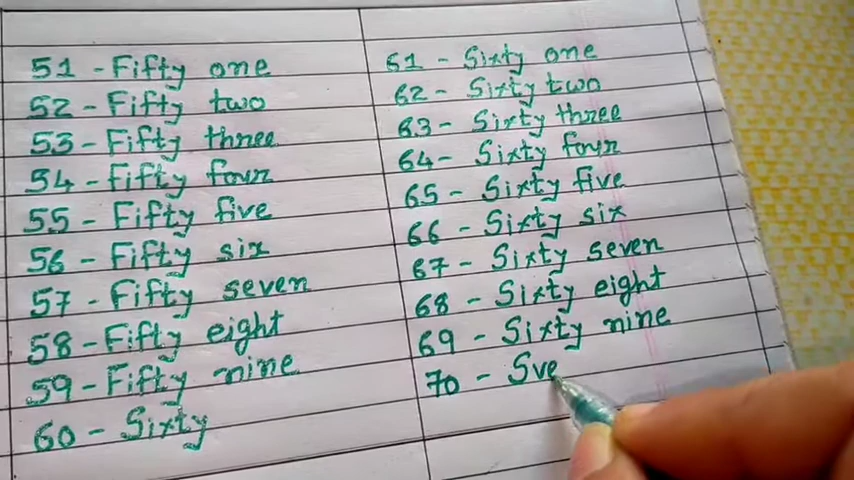 51 - Fifty one
52 - Fifty two
53 - Fifty three
54 - Fifty four
55 - Fifty five
56 - Fifty six
57 - Fifty seven
58 - Fifty eight
59 - Fifty nine
60 - Sixty
61 - Sixty one
62 - Sixty two
63 - Sixty three
64 - Sixty four
65 - Sixty five
66 - Sixty six
67 - Sixty seven
68 - Sixty eight
69 - Sixty nine
70 - Sve